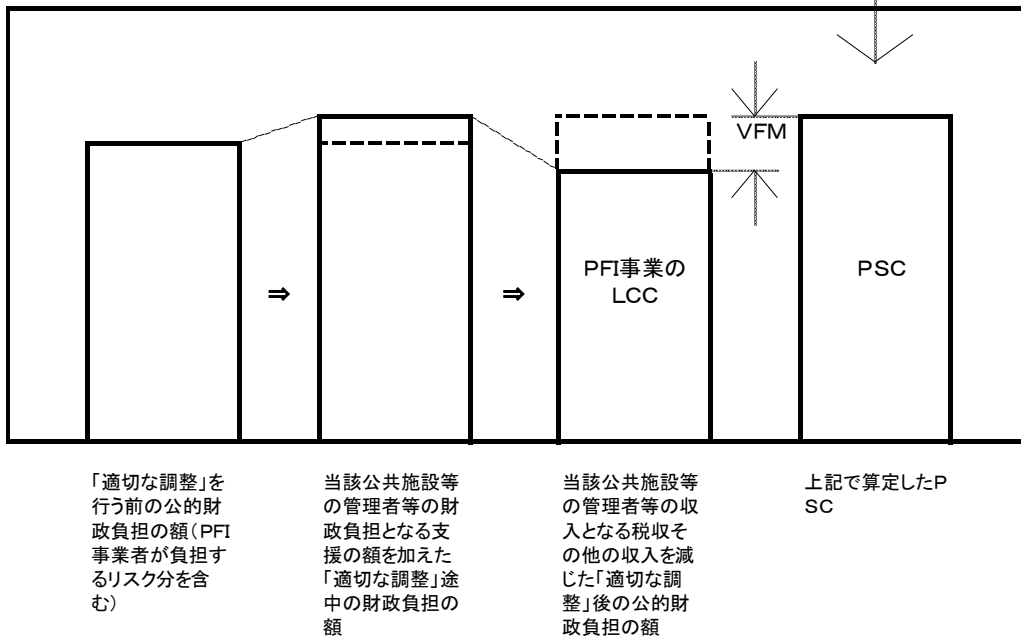 VFM
PFI事業の
LCC
PSC
⇒
⇒
「適切な調整」を
行う前の公的財
政負担の額(PFI
事業者が負担す
るリスク分を含
む)
当該公共施設等
の管理者等の財
政負担となる支
援の額を加えた
「適切な調整」途
中の財政負担の
額
当該公共施設等
の管理者等の収
入となる税収そ
の他の収入を減
じた「適切な調
整」後の公的財
政負担の額
上記で算定したP
SC